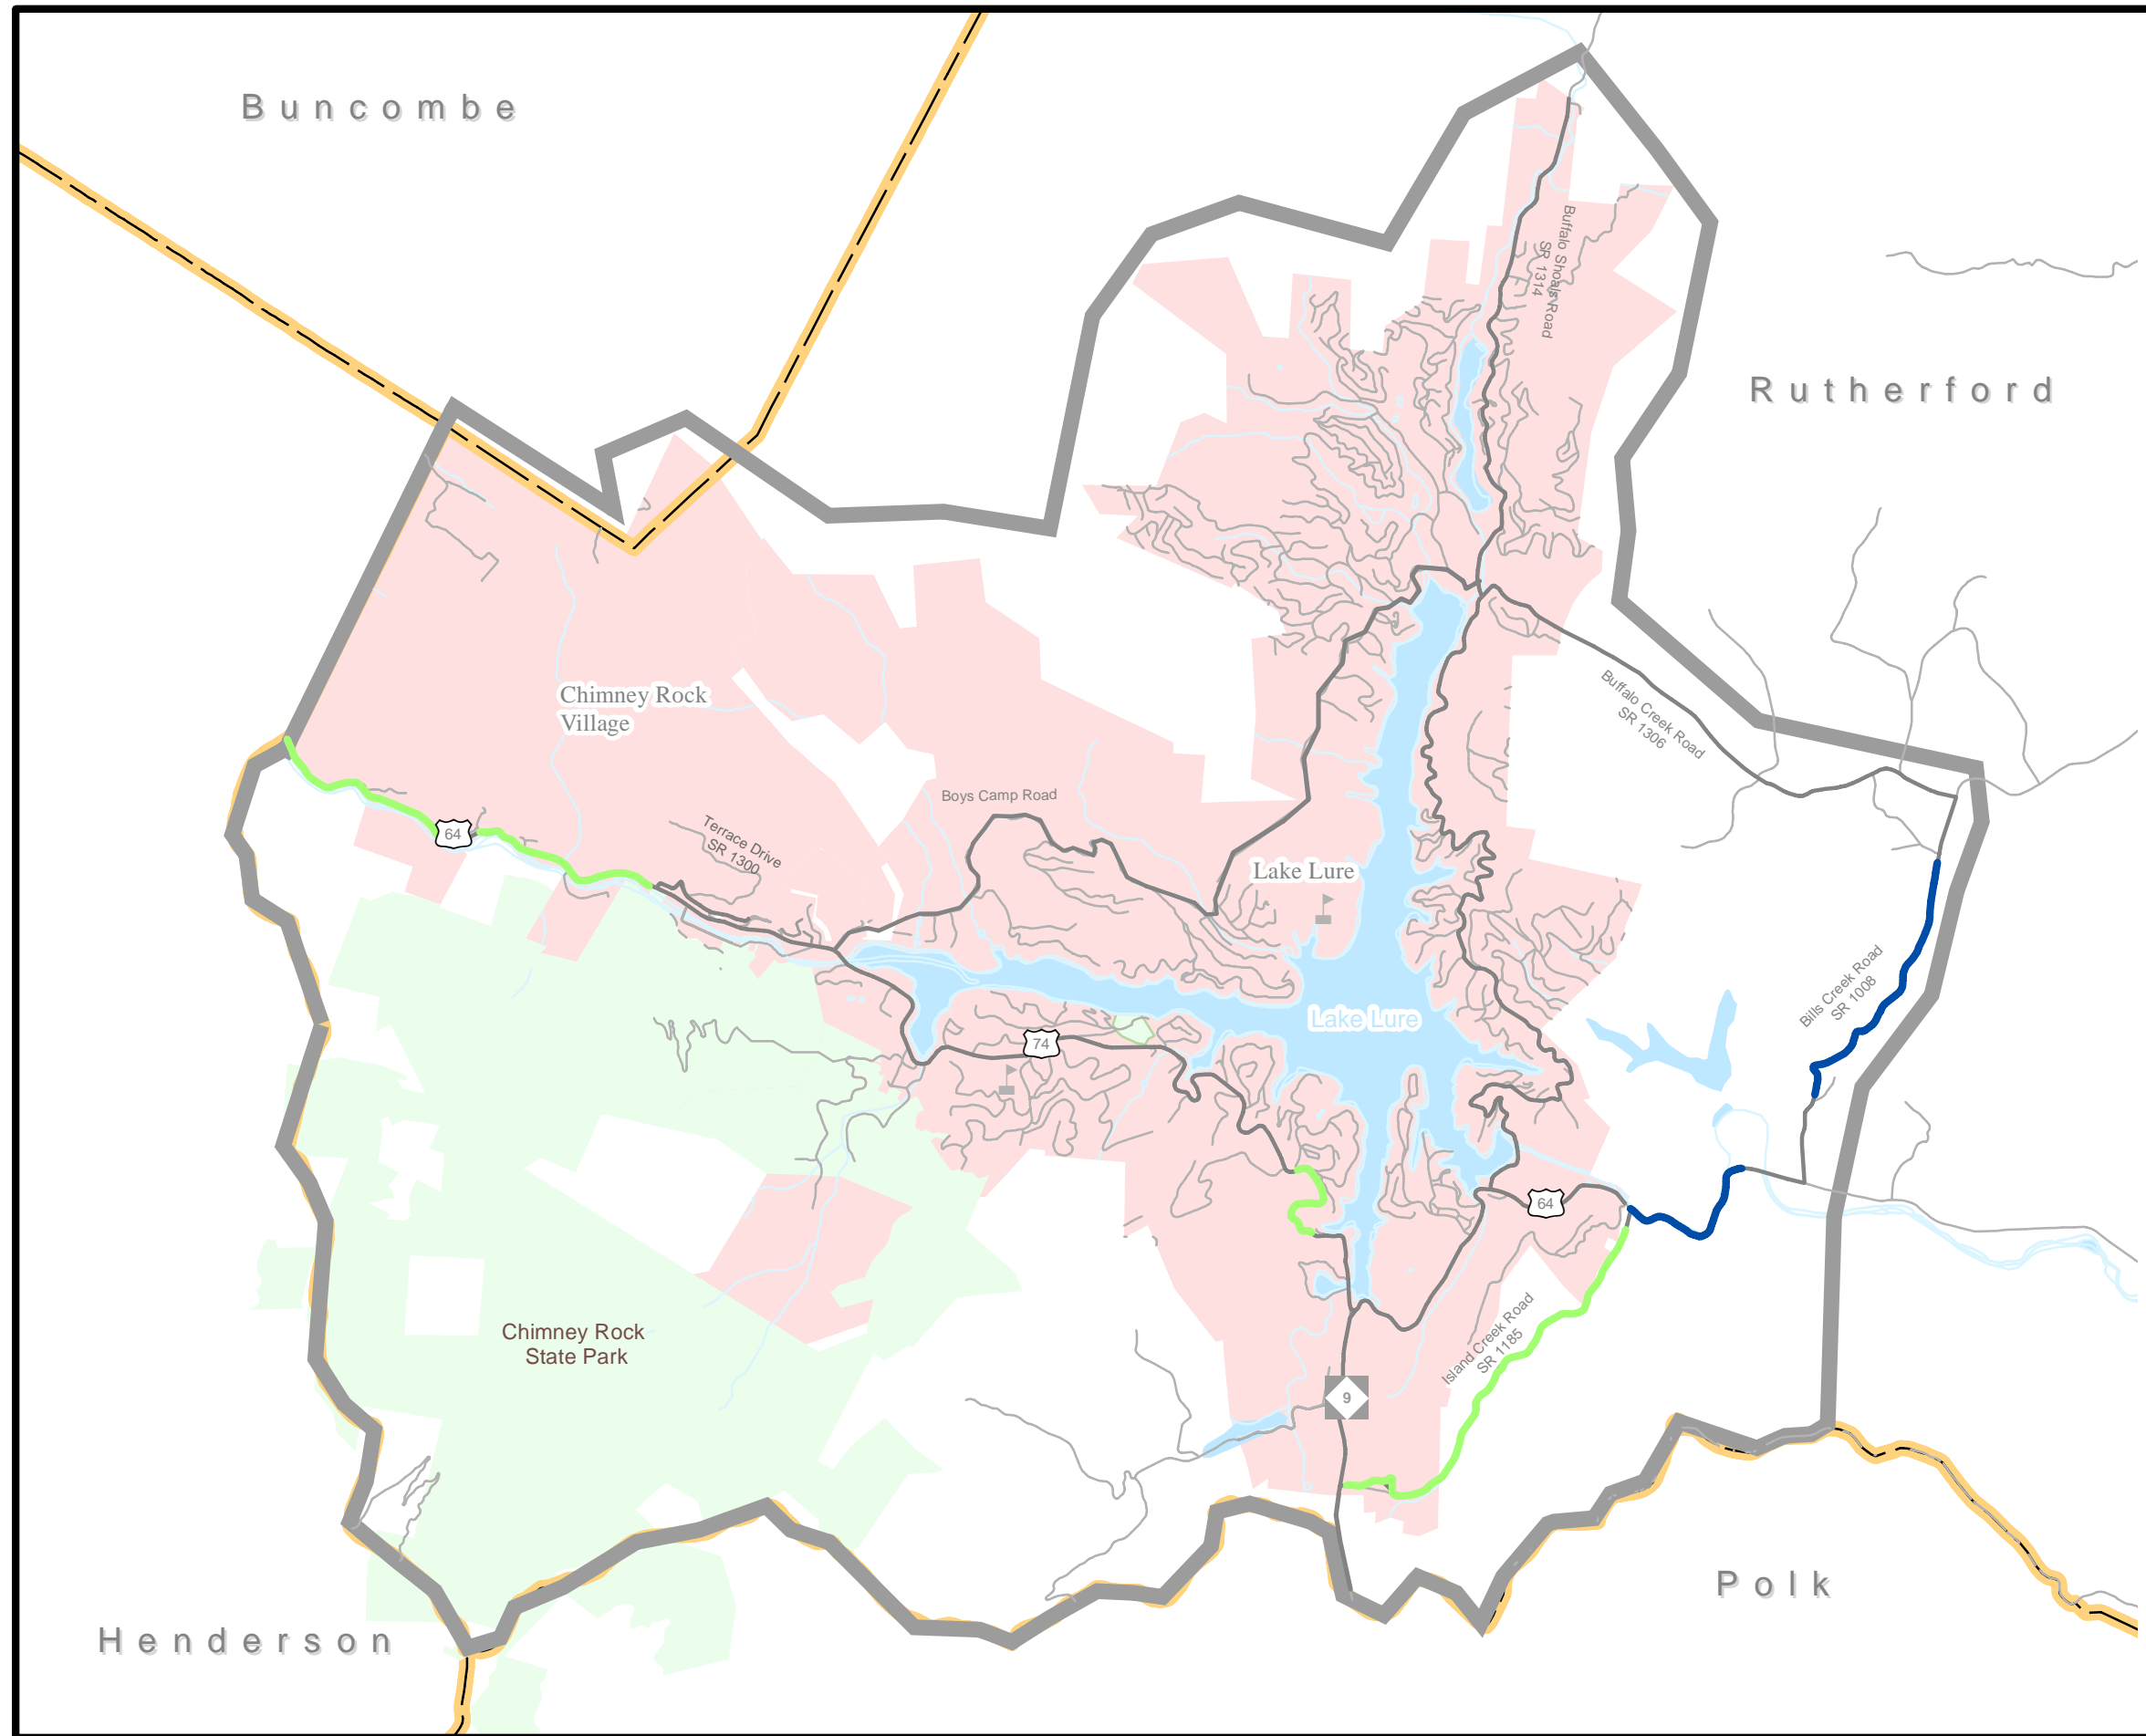 Buncombe
Rutherford
Buffalo Shoals Road
SR 1314
Chimney Rock
Village
Buffalo Creek Road
SR 1306
Boys Camp Road
64
Terrace Drive
SR 1300
Lake Lure
Bills Creek Road
SR 1008
Lake Lure
74
64
Island Creek Road
SR 1185
Chimney Rock
State Park
9
Polk
Henderson